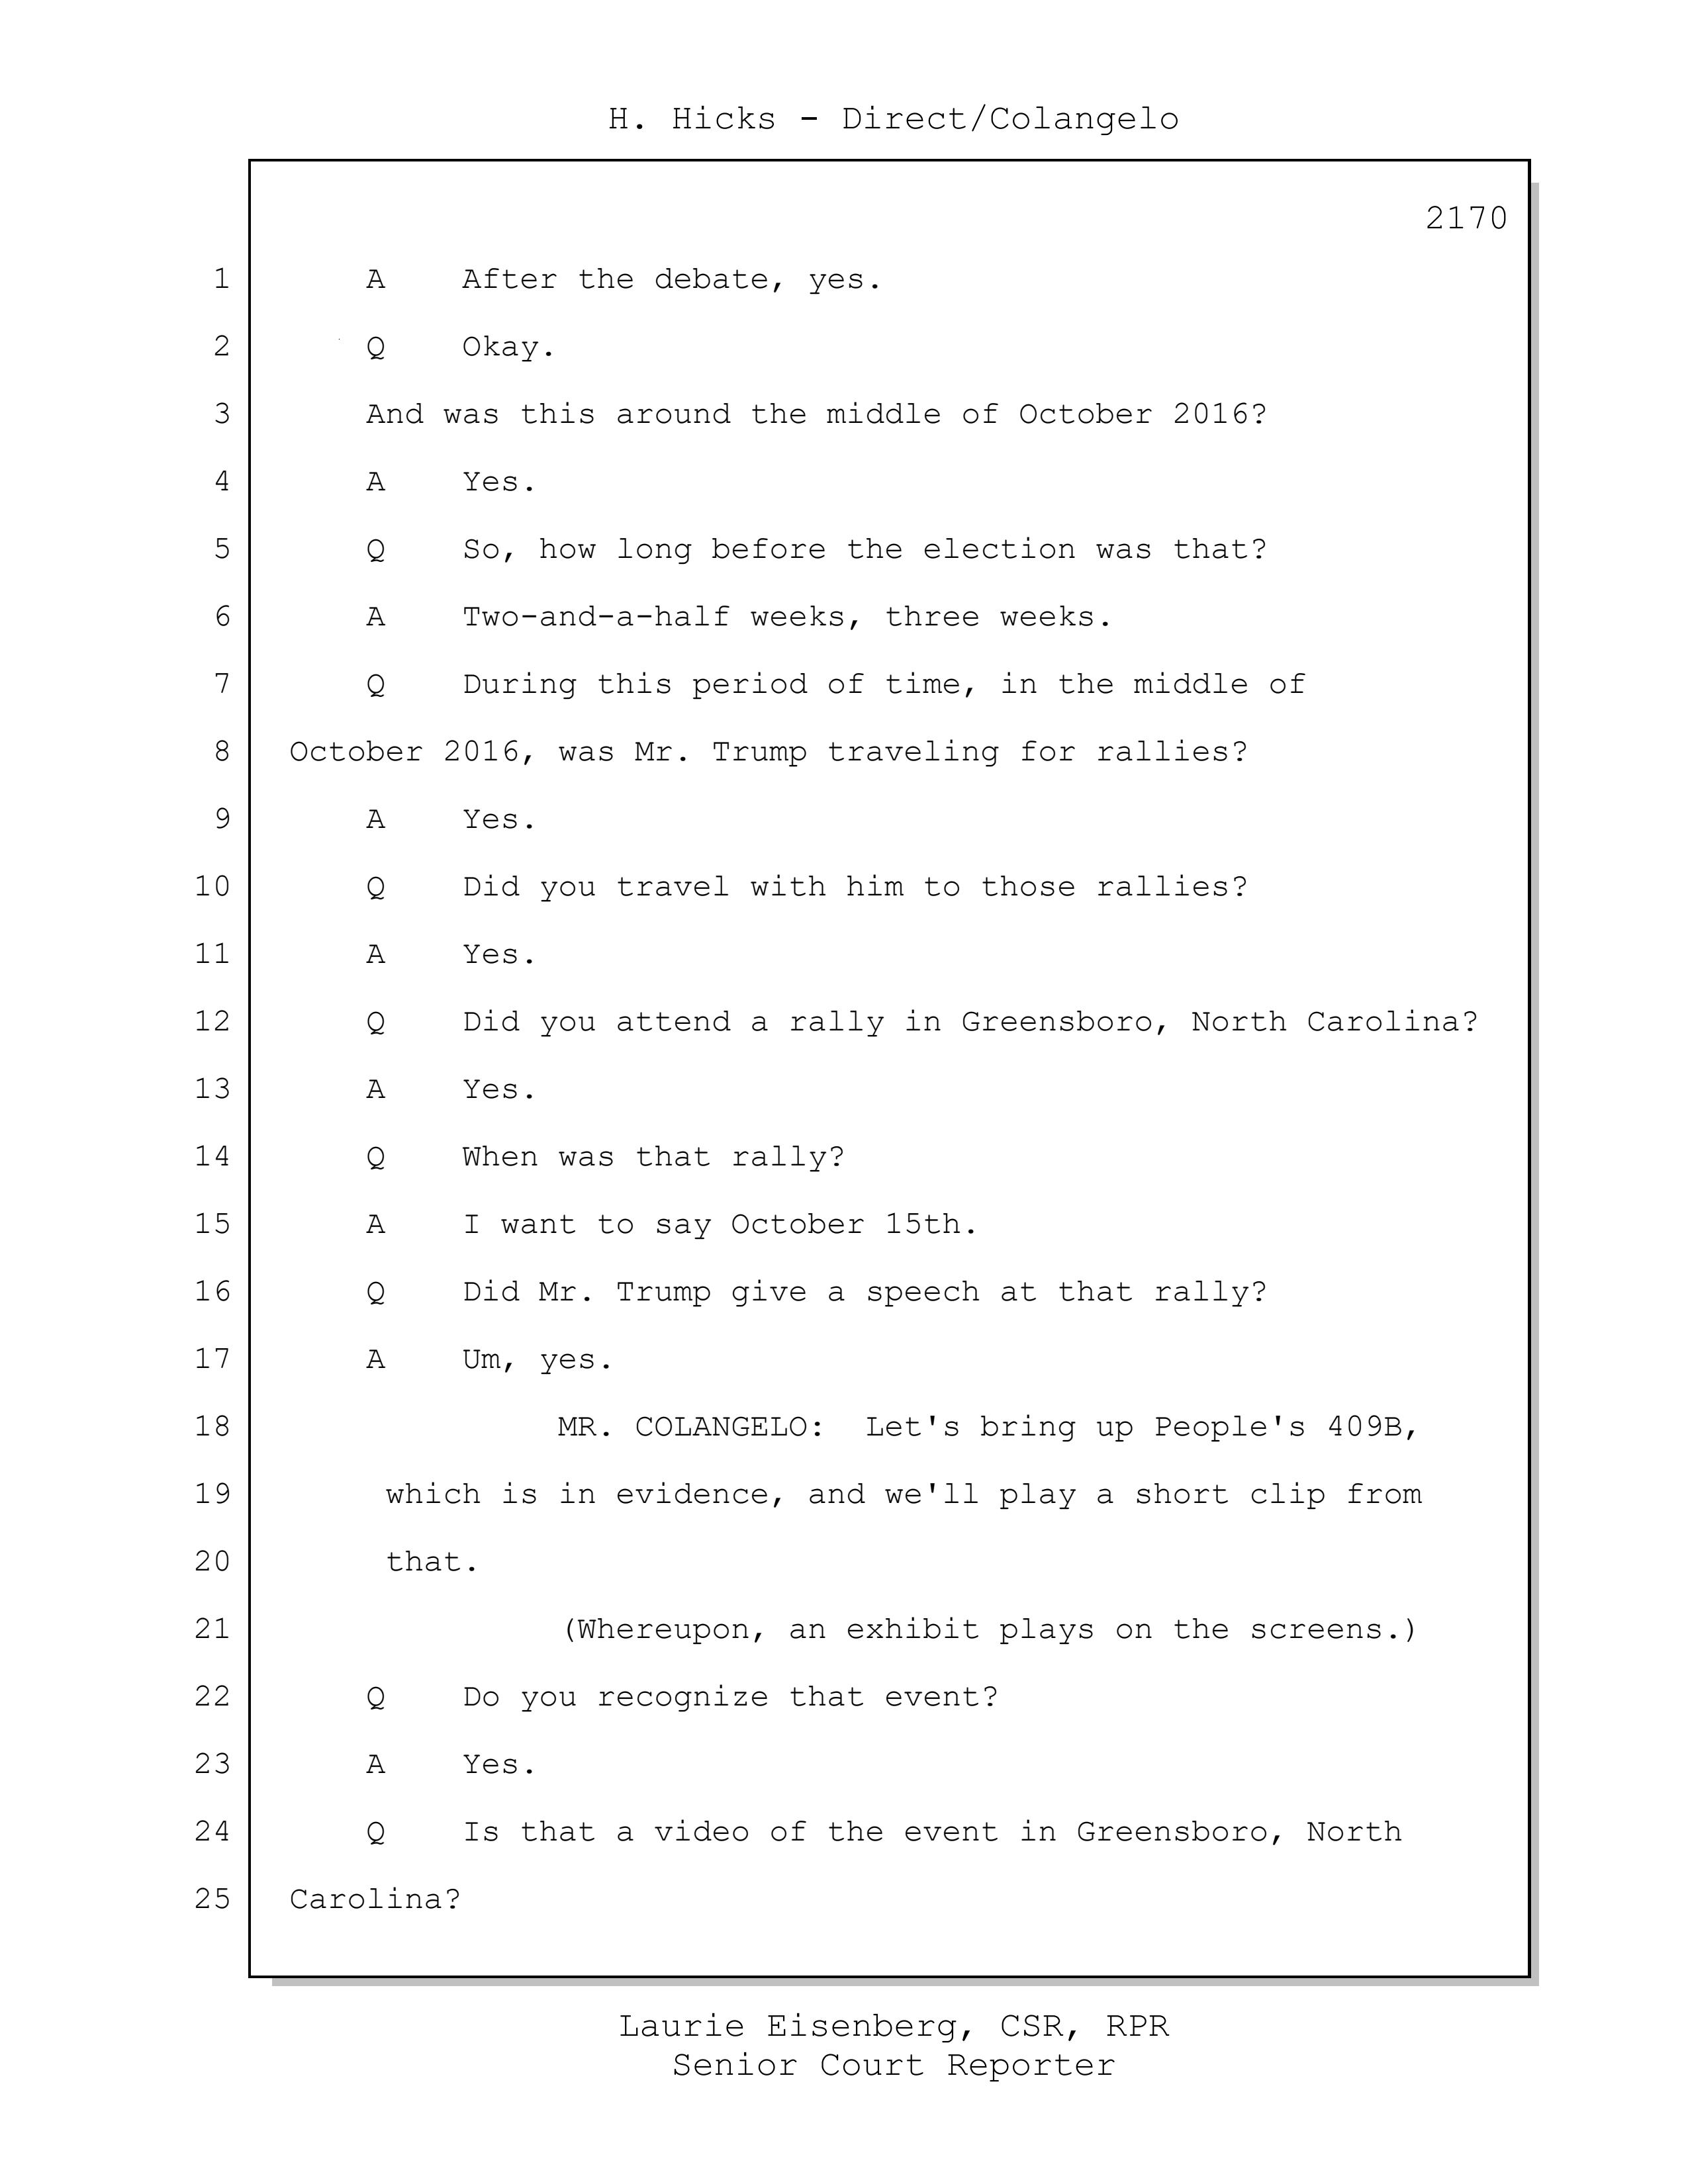 H. Hicks - Direct/Colangelo
2170
1 A After the debate, yes.
2 Q Okay.
3 And was this around the middle of October 2016?
4 A Yes.
5 Q So, how long before the election was that?
6 A Two-and-a-half weeks, three weeks.
7 Q During this period of time, in the middle of
8 October 2016, was Mr. Trump traveling for rallies?
9 A Yes.
10 Q Did you travel with him to those rallies?
11 A Yes.
12 Q Did you attend a rally in Greensboro, North Carolina?
13 A Yes.
14 Q When was that rally?
15 A I want to say October 15th.
16 Q Did Mr. Trump give a speech at that rally?
17 A Um, yes.
18 MR. COLANGELO: Let's bring up People's 409B,
19 which is in evidence, and we'll play a short clip from
20 that.
21 (Whereupon, an exhibit plays on the screens.)
22 Q Do you recognize that event?
23 A Yes.
24 Q Is that a video of the event in Greensboro, North
25 Carolina?
Laurie Eisenberg, CSR, RPR
Senior Court Reporter